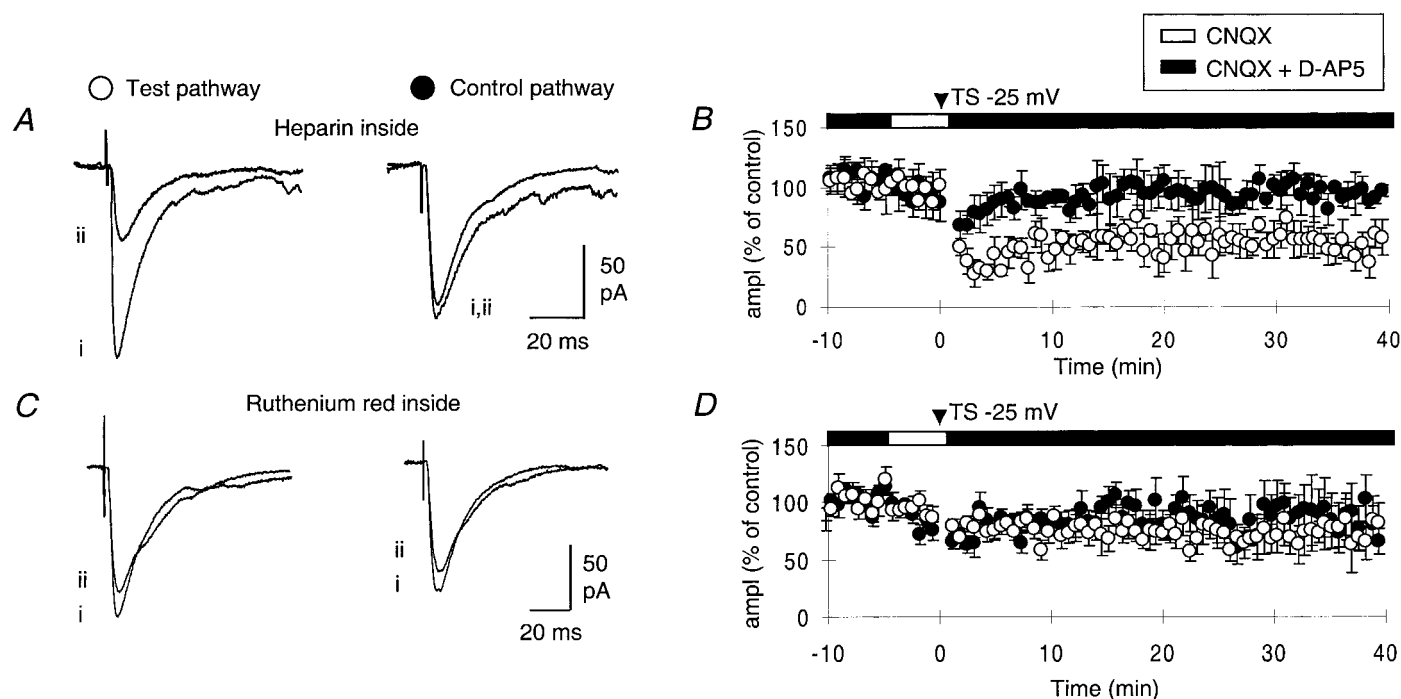 CNQX
CNQX + D-AP5
Test pathway
Control pathway
A
Heparin inside
ii
i
i,ii
50
pA
20 ms
B
TS -25 mV
ampl (% of control)
150
100
50
0
-10
0
10
20
30
40
Time (min)
C
Ruthenium red inside
ii
i
ii
i
50
pA
20 ms
D
TS -25 mV
ampl (% of control)
150
100
50
0
-10
0
10
20
30
40
Time (min)